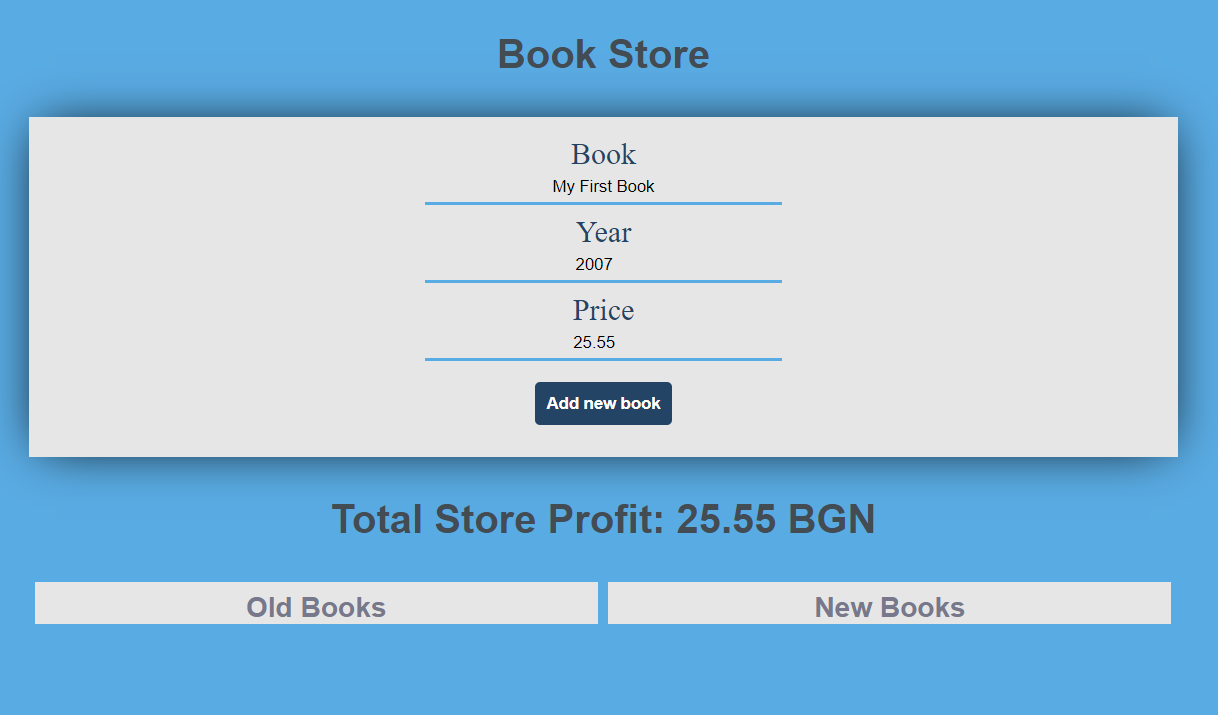 Book Store
Book
My First Book
Year
2007
Price
25.55
Add new book
Total Store Profit: 25.55 BGN
Old Books
New Books